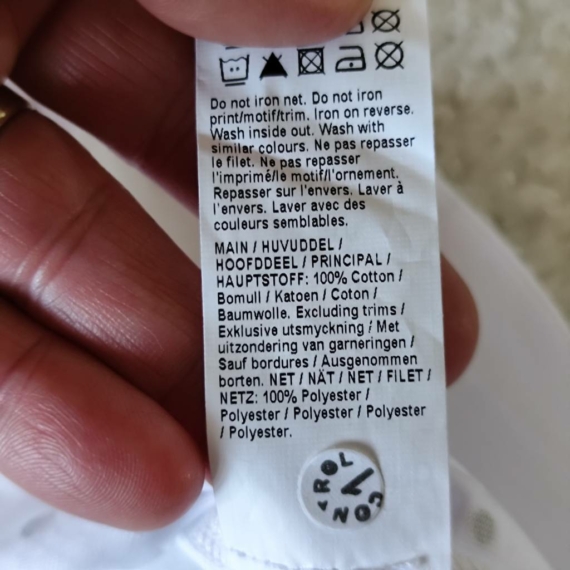 Do not iron net. Do not iron
print/motif/trim. Iron on reverse.
Wash inside out. Wash with
similar colours. Ne pas repasser
le filet. Ne pas repasser
l'imprimé/le motif/l'ornement.
Repasser sur l'envers. Laver à
l'envers. Laver avec des
couleurs semblables.
MAIN / HUVUDDEL /
HOOFDDEEL / PRINCIPAL /
HAUPTSTOFF: 100% Cotton /
Bomull / Katoen / Coton /
Baumwolle. Excluding trims /
Exklusive utsmyckning / Met
uitzondering van garneringen /
Sauf bordures / Ausgenommen
borten. NET / NÄT / NET / FILET /
NETZ: 100% Polyester /
Polyester / Polyester / Polyester
/ Polyester.
CONTROL
1